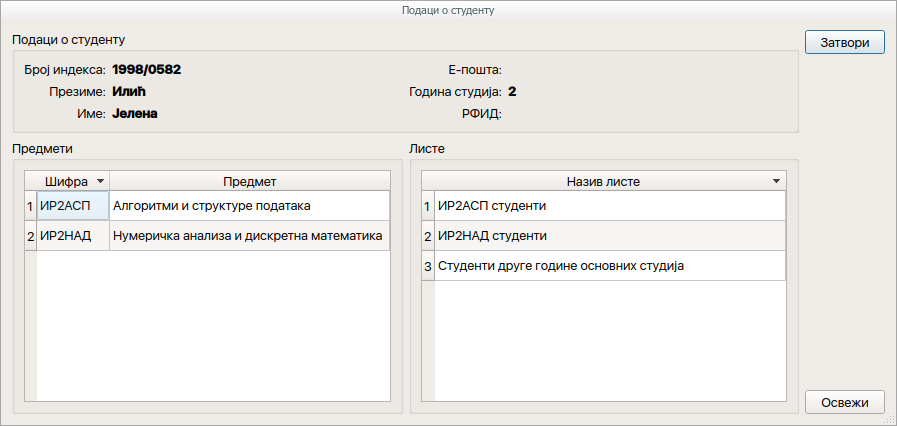 Подаци о студенту
Подаци о студенту
Затвори
Број индекса: 1998/0582
Е-пошта:
Презиме: Илић
Година студија: 2
Име: Јелена
РФИД:
Предмети
Листе
Шифра Предмет
1 ИР2АСП Алгоритми и структуре података
2 ИР2НАД Нумеричка анализа и дискретна математика
Назив листе
1 ИР2АСП студенти
2 ИР2НАД студенти
3 Студенти друге године основних студија
Освежи